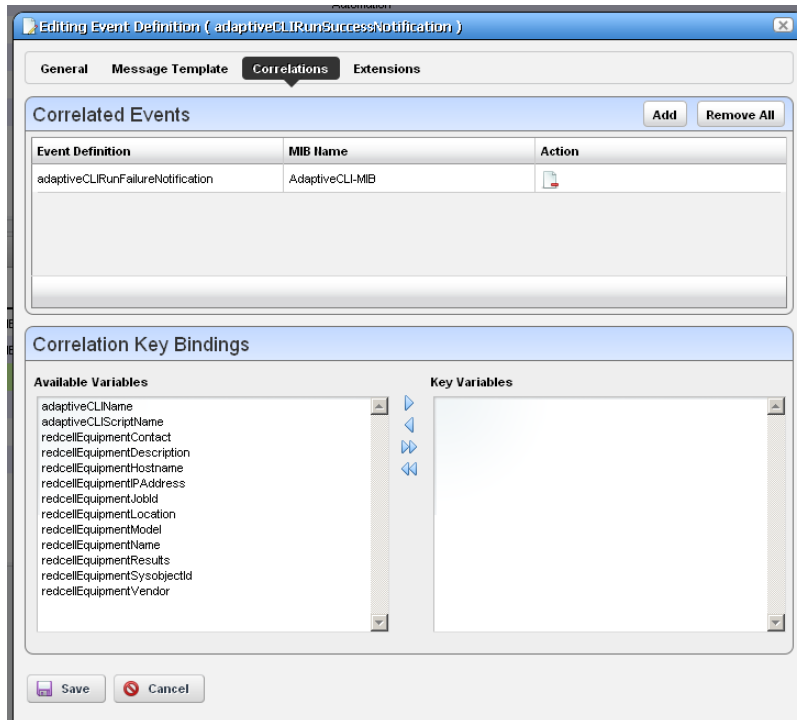 Automation
Editing Event Definition ( adaptiveCLIRunSuccessNotification )
General Message Template Correlations Extensions
Correlated Events Add Remove All
Event Definition MIB Name Action
adaptiveCLIRunFailureNotification AdaptiveCLI-MIB
Correlation Key Bindings
Available Variables Key Variables
adaptiveCLIName
adaptiveCLIScriptName
redcellEquipmentContact
redcellEquipmentDescription
redcellEquipmentHostname
redcellEquipmentIPAddress
redcellEquipmentJobId
redcellEquipmentLocation
redcellEquipmentModel
redcellEquipmentName
redcellEquipmentResults
redcellEquipmentSysobjectId
redcellEquipmentVendor
Save Cancel